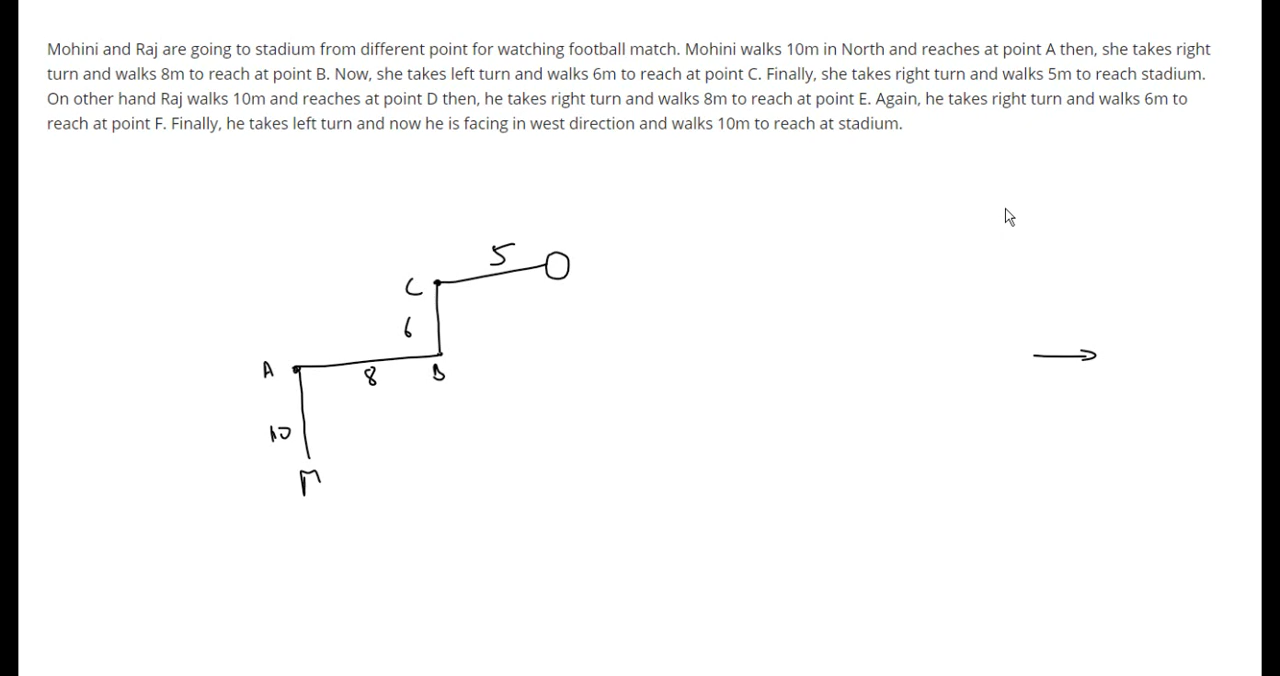 Mohini and Raj are going to stadium from different point for watching football match. Mohini walks 10m in North and reaches at point A then, she takes right
turn and walks 8m to reach at point B. Now, she takes left turn and walks 6m to reach at point C. Finally, she takes right turn and walks 5m to reach stadium.
On other hand Raj walks 10m and reaches at point D then, he takes right turn and walks 8m to reach at point E. Again, he takes right turn and walks 6m to
reach at point F. Finally, he takes left turn and now he is facing in west direction and walks 10m to reach at stadium.
5
C
6
A
8 B
10
M